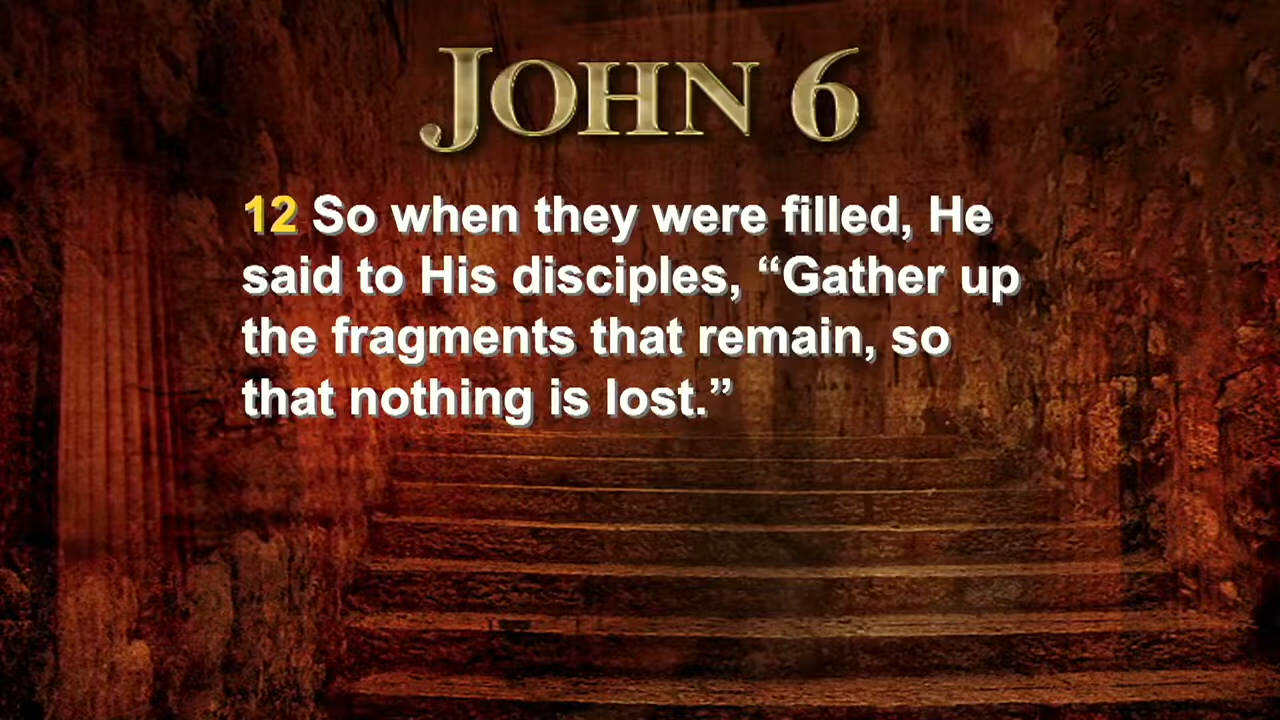 JOHN 6
12 So when they were filled, He
said to His disciples, “Gather up
the fragments that remain, so
that nothing is lost.”